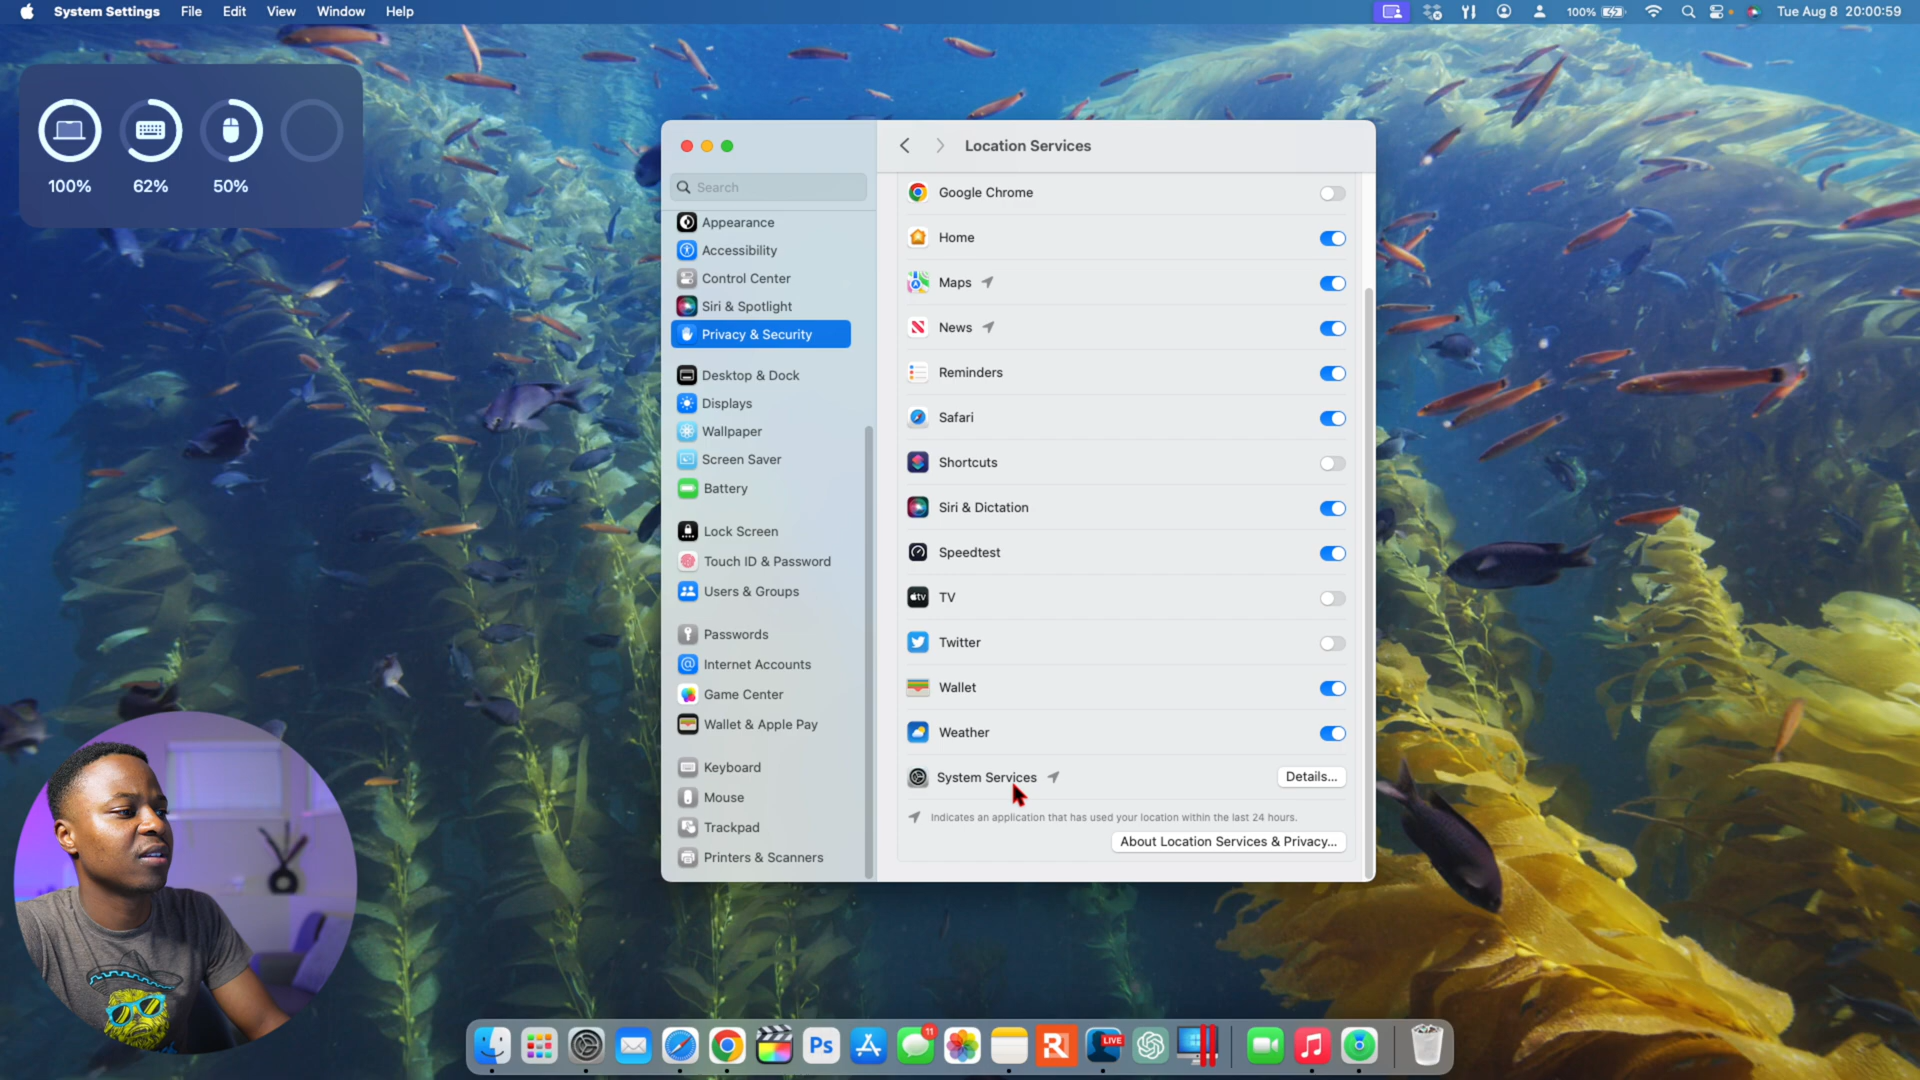 System Settings File Edit View Window Help
100% Tue Aug 8 20:00:59
100% 62% 50%
Search
Appearance
Accessibility
Control Center
Siri & Spotlight
Privacy & Security
Desktop & Dock
Displays
Wallpaper
Screen Saver
Battery
Lock Screen
Touch ID & Password
Users & Groups
Passwords
Internet Accounts
Game Center
Wallet & Apple Pay
Keyboard
Mouse
Trackpad
Printers & Scanners
Location Services
Google Chrome
Home
Maps
News
Reminders
Safari
Shortcuts
Siri & Dictation
Speedtest
tv TV
Twitter
Wallet
Weather
System Services Details...
Indicates an application that has used your location within the last 24 hours.
About Location Services & Privacy...
Ps 11 R LIVE